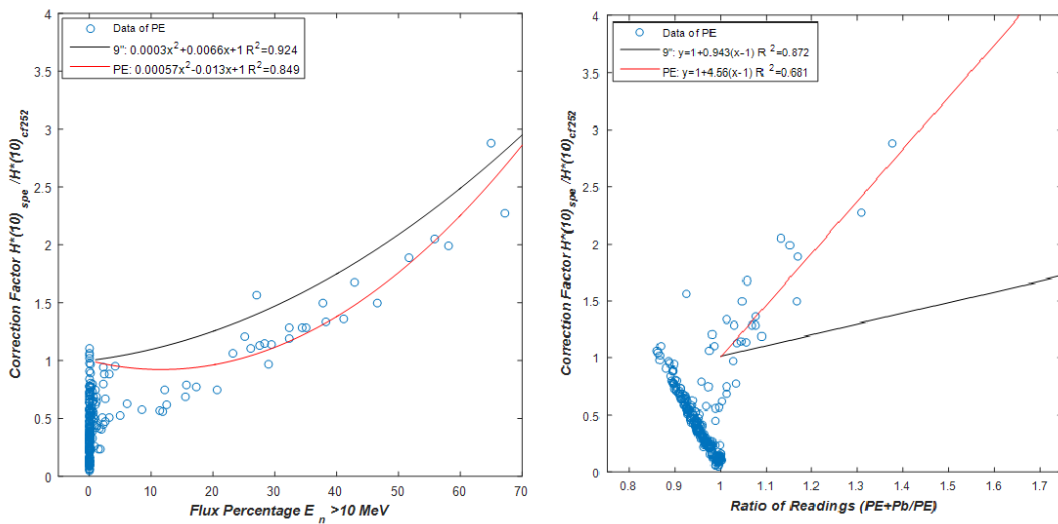 4
3.5
3
2.5
2
1.5
1
0.5
0
Correction Factor H*(10) spe /H*(10) cf252
Data of PE
9": 0.0003x²+0.0066x+1 R²=0.924
PE: 0.00057x²-0.013x+1 R²=0.849
0 10 20 30 40 50 60 70
Flux Percentage E n >10 MeV
4
3.5
3
2.5
2
1.5
1
0.5
0
Correction Factor H*(10) spe /H*(10) cf252
Data of PE
9": y=1+0.943(x-1) R ²=0.872
PE: y=1+4.56(x-1) R ²=0.681
0.8 0.9 1 1.1 1.2 1.3 1.4 1.5 1.6 1.7
Ratio of Readings (PE+Pb/PE)